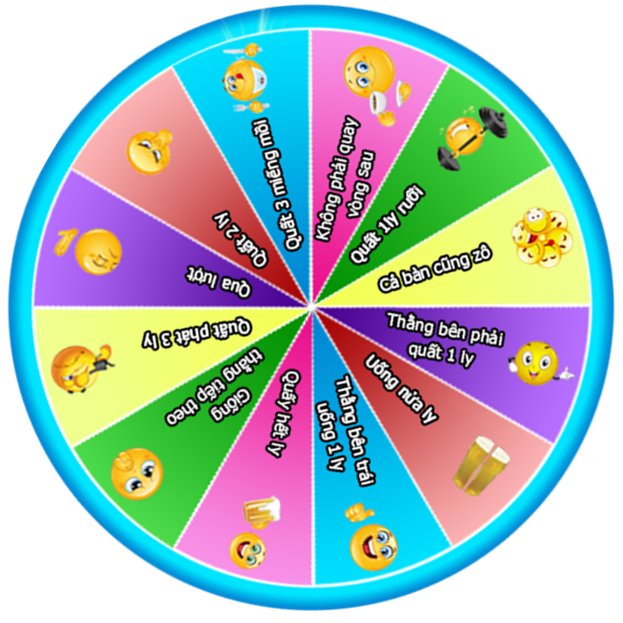 Không phải quay
vòng sau
Quất 1ly rưỡi
Cả bàn cùng zô
Thằng bên phải
quất 1 ly
Uống nửa ly
Thằng bên trái
uống 1 ly
Quẩy hết ly
Giống
thằng tiếp theo
Quất phát 3 ly
Qua lượt
Quất 2 ly
Quất 3 miếng mồi